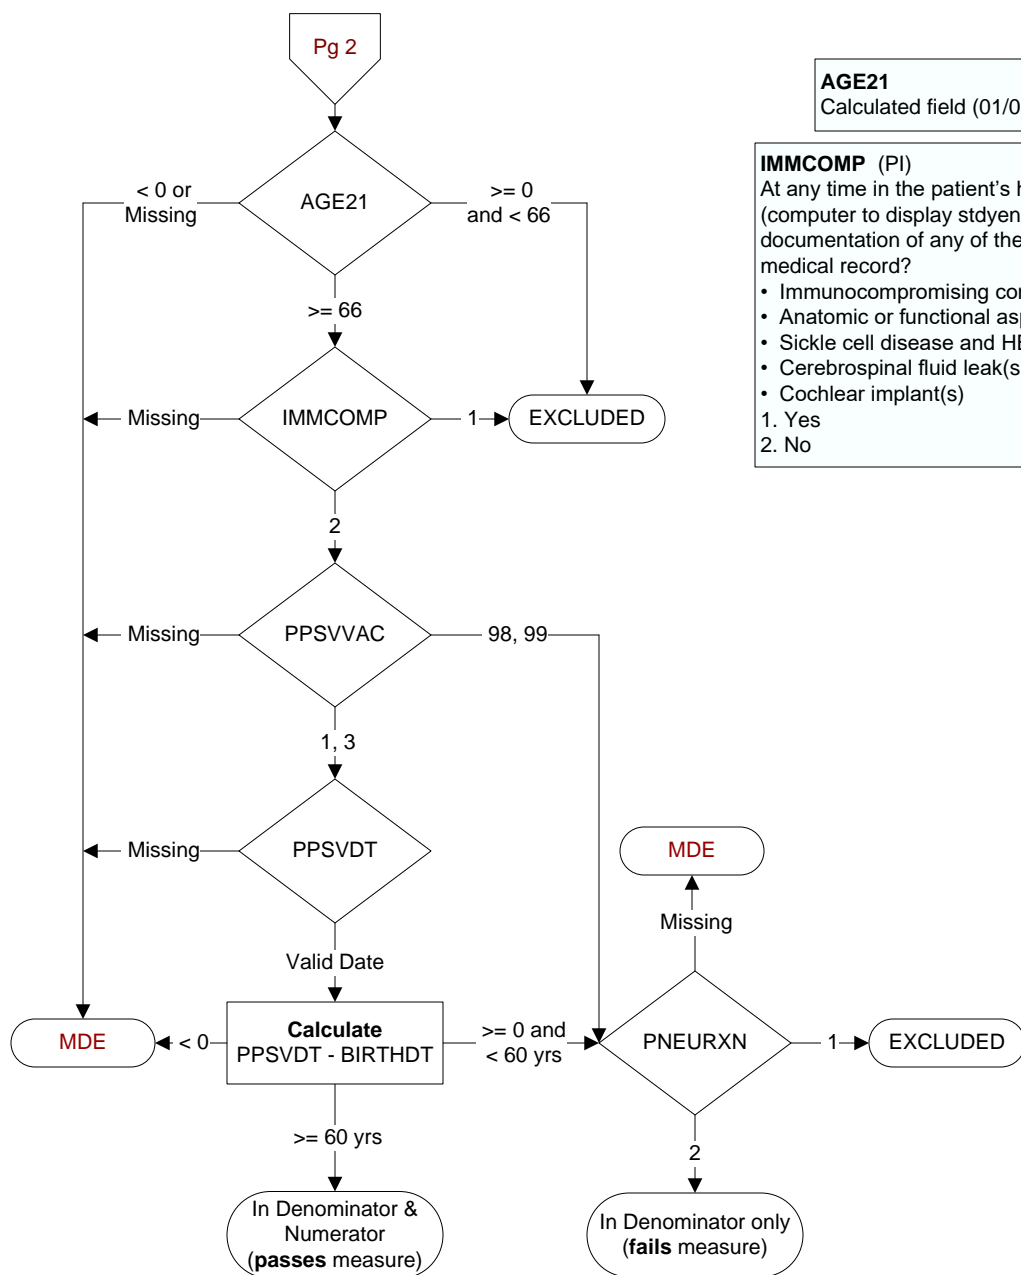 Pg 2
AGE21
Calculated field (01/0
IMMCOMP (PI)
At any time in the patient's h
(computer to display stdyen
documentation of any of the
medical record?
• Immunocompromising con
• Anatomic or functional asp
• Sickle cell disease and HB
• Cerebrospinal fluid leak(s
• Cochlear implant(s)
1. Yes
2. No
< 0 or
Missing
AGE21
>= 0
and < 66
>= 66
Missing
IMMCOMP
1
EXCLUDED
2
Missing
PPSVVAC
98, 99
1, 3
Missing
PPSVDT
MDE
Missing
Valid Date
MDE
< 0
Calculate
PPSVDT - BIRTHDT
>= 0 and
< 60 yrs
PNEURXN
1
EXCLUDED
>= 60 yrs
2
In Denominator &
Numerator
(passes measure)
In Denominator only
(fails measure)